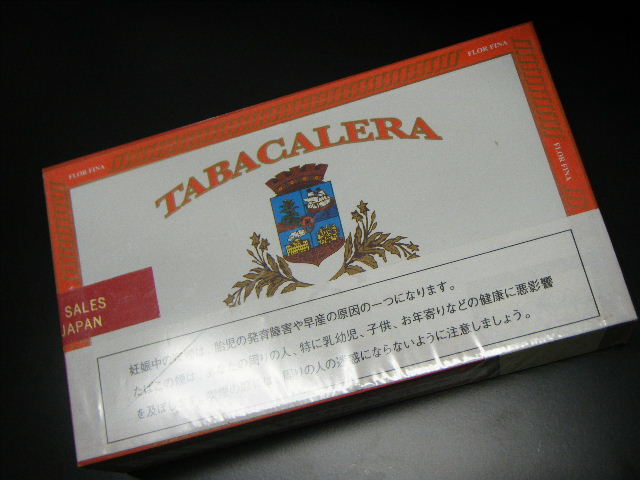 FLOR FINA
FLOR FINA
FLOR FINA
TABACALERA
SALES
JAPAN
妊娠中の喫煙は、胎児の発育障害や早産の原因の一つになります。
たばこの煙は、あなたの周りの人、特に乳幼児、子供、お年寄りなどの健康に悪影響
を及ぼします。喫煙の際には、周りの人の迷惑にならないように注意しましょう。